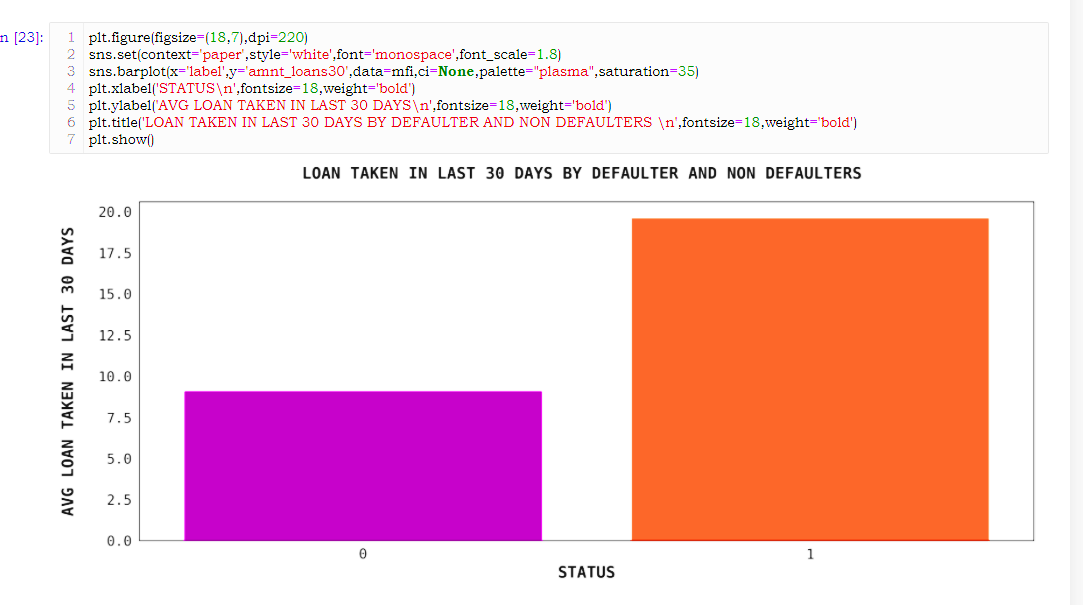 n [23]:
1 plt.figure(figsize=(18,7),dpi=220)
2 sns.set(context='paper',style='white',font='monospace',font_scale=1.8)
3 sns.barplot(x='label',y='amnt_loans30',data=mfi,ci=None,palette="plasma",saturation=35)
4 plt.xlabel('STATUS\n',fontsize=18,weight='bold')
5 plt.ylabel('AVG LOAN TAKEN IN LAST 30 DAYS\n',fontsize=18,weight='bold')
6 plt.title('LOAN TAKEN IN LAST 30 DAYS BY DEFAULTER AND NON DEFAULTERS \n',fontsize=18,weight='bold')
7 plt.show()
LOAN TAKEN IN LAST 30 DAYS BY DEFAULTER AND NON DEFAULTERS
AVG LOAN TAKEN IN LAST 30 DAYS
20.0
17.5
15.0
12.5
10.0
7.5
5.0
2.5
0.0
0 1
STATUS